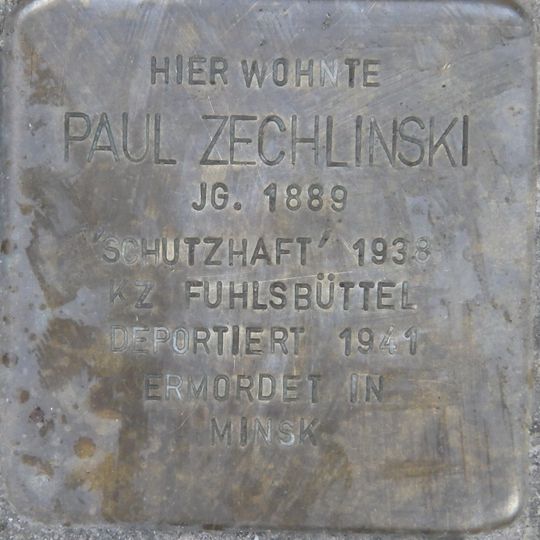 HIER WOHNTE
PAUL ZECHLINSKI
JG. 1889
'SCHUTZHAFT' 1938
KZ FUHLSBÜTTEL
DEPORTIERT 1941
ERMORDET IN
MINSK